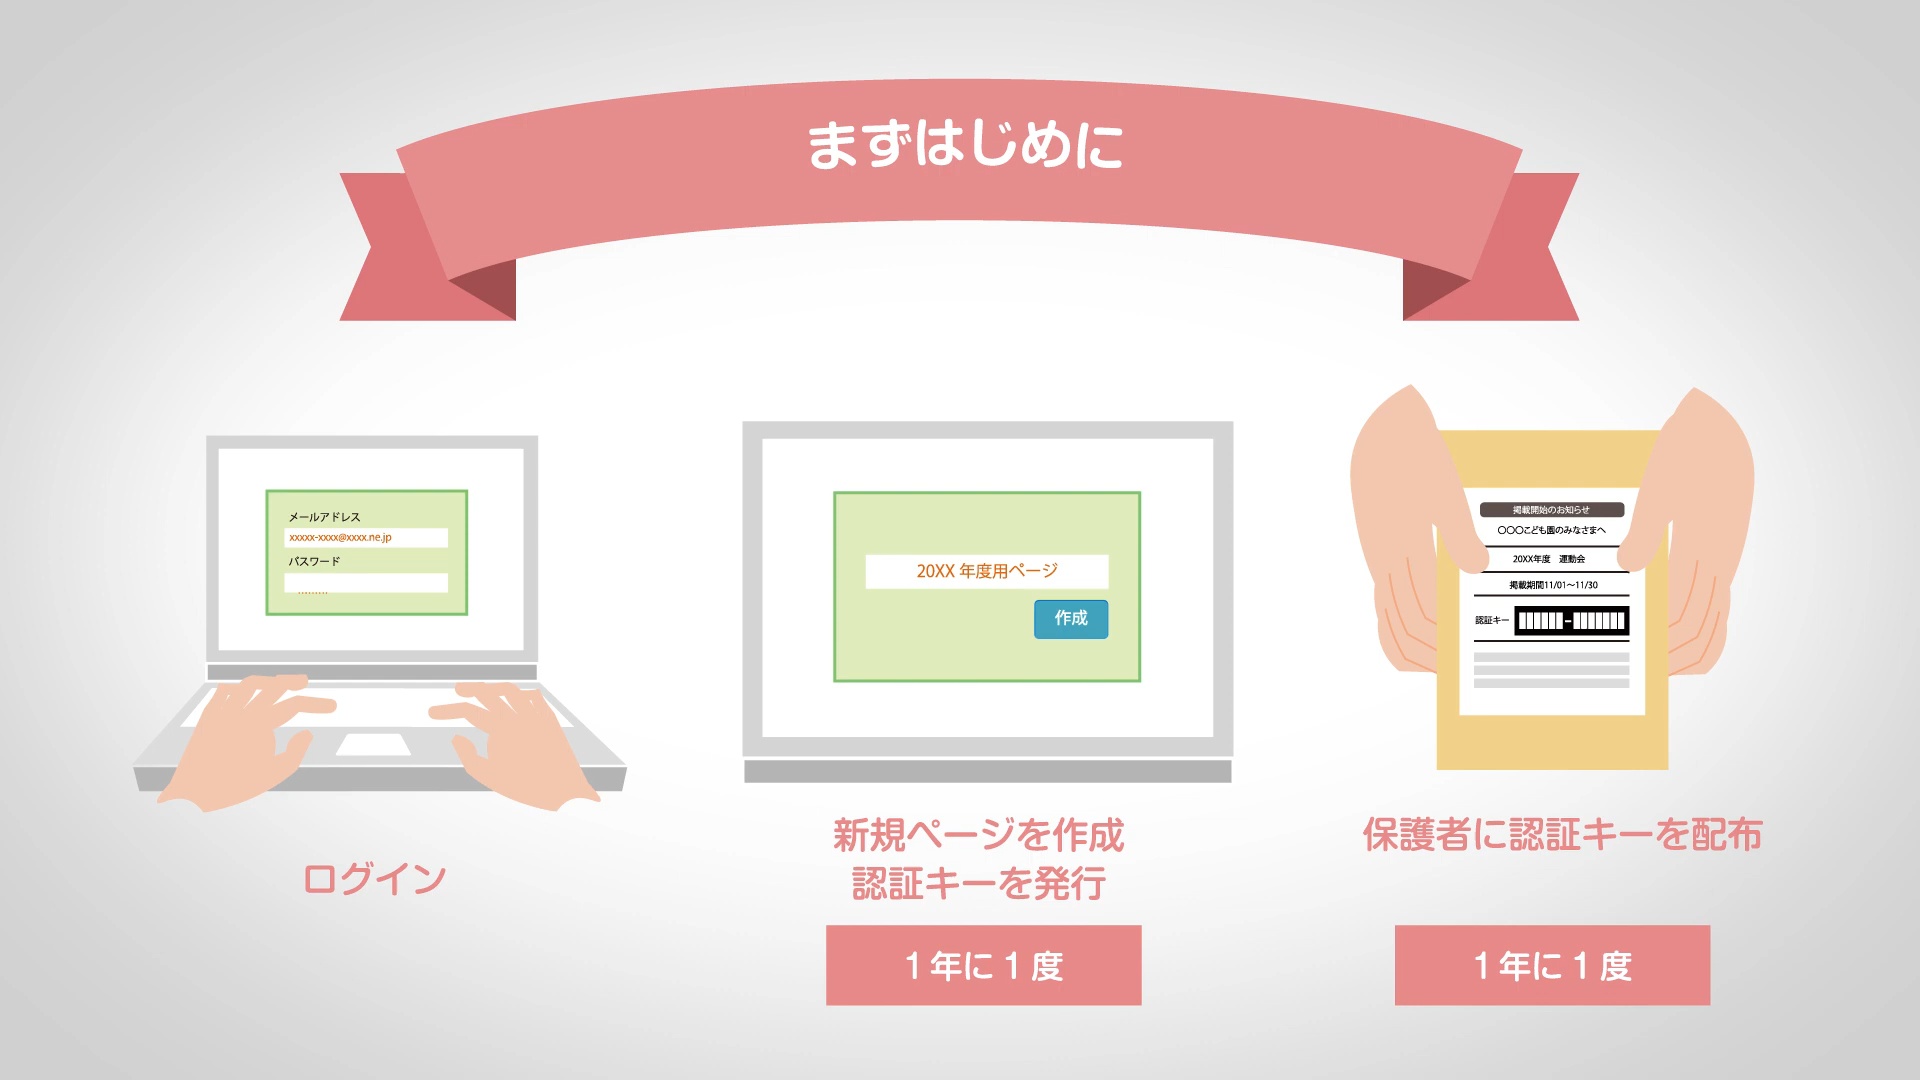 まずはじめに
メールアドレス
xxxxx-xxxx@xxxx.ne.jp
パスワード
.........
ログイン
20XX 年度用ページ
作成
新規ページを作成
認証キーを発行
1年に1度
掲載開始のお知らせ
〇〇〇こども園のみなさまへ
20XX年度 運動会
掲載期間11/01~11/30
認証キー
保護者に認証キーを配布
1年に1度